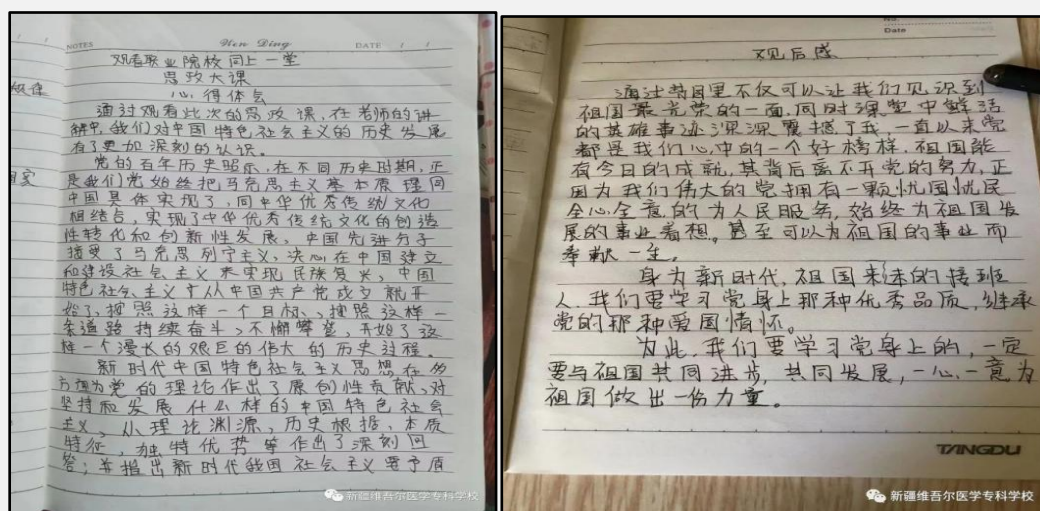 NOTES
Hen Ding
DATE / /
观看职业院校同上一堂
思政大课
心得体会
通过观看此次的思政课,在老师的讲
解中,我们对中国特色社会主义的历史发展
有了更加深刻的认识。
党的百年历史昭示,在不同历史时期,正
是我们党始终把马克思主义基本原理同
中国具体实现了,同中华优秀传统文化
相结合,实现了中华优秀传统文化的创造
性转化和创新性发展。中国先进分子
接受了马克思列宁主义,决心在中国建立
和建设社会主义来实现民族复兴,中国
特色社会主义才从中国共产党成立就开
始了,按照这样一个目标、按照这样一
条道路持续奋斗、不懈攀登,开始了这
样一个漫长的艰巨的伟大的历史过程。
新时代中国特色社会主义思想在多
方面为党的理论作出了原创性贡献、对
坚持和发展什么样的中国特色社会
主义,从理论渊源,历史根据,本质
特征,独特优势等作出了深刻回
答;并指出新时代我国社会主义要矛盾
新疆维吾尔医学专科学校
No.
Date
观后感
通过校园里不仅可以让我们见识到
祖国最光荣的一面,同时课堂中鲜活
的英雄事迹深深震撼了我,一直以来党
都是我们心中的一个好榜样,祖国能
有今日的成就,其背后离不开党的努力,正
因为我们伟大的党拥有一颗忧国忧民
全心全意的为人民服务,始终为祖国发
展的事业着想。甚至可以为祖国的事业而
奉献一生。
身为新时代,祖国未来的接班
人,我们要学习党身上那种优秀品质,继承
党的那种爱国情怀。
为此,我们要学习党身上的,一定
要与祖国共同进步,共同发展,一心一意为
祖国做出一份力量。
TANGDU
新疆维吾尔医学专科学校